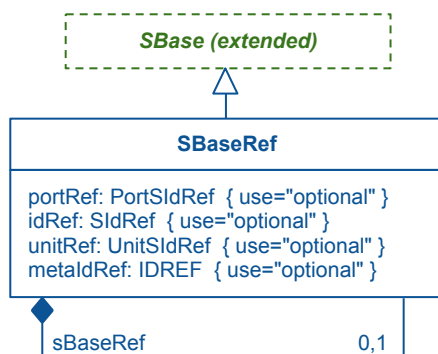 SBase (extended)
SBaseRef
portRef: PortSIdRef { use="optional" }
idRef: SIdRef { use="optional" }
unitRef: UnitSIdRef { use="optional" }
metaIdRef: IDREF { use="optional" }
sBaseRef 0,1